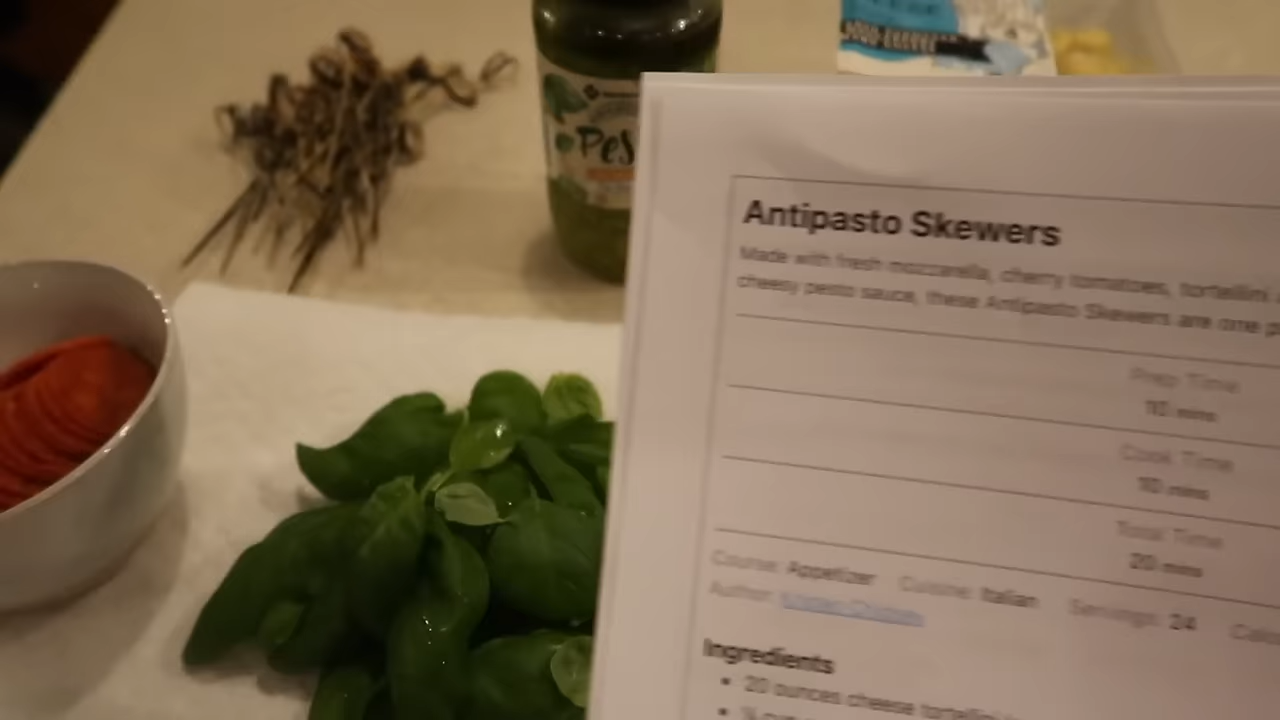 Pes
Antipasto Skewers
Made with fresh mozzarella, cherry tomatoes, tortellini
cheesy pesto sauce, these Antipasto Skewers are one p
Prep Time
10 mins
Cook Time
10 mins
Total Time
20 mins
Course: Appetizer Cuisine: Italian Servings: 24
Author:
Ingredients
• 20 ounces cheese tortellini